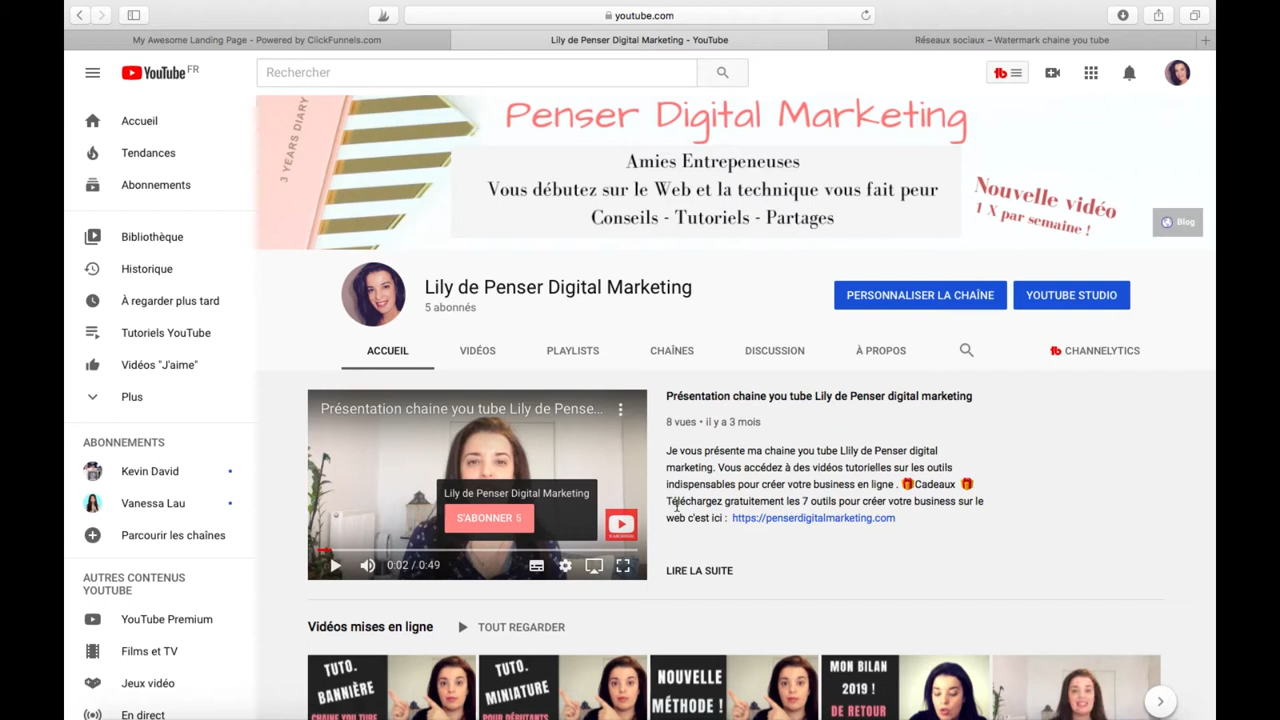 youtube.com
My Awesome Landing Page - Powered by ClickFunnels.com
Lily de Penser Digital Marketing - YouTube
Réseaux sociaux – Watermark chaine you tube
YouTube FR
Rechercher
3 YEARS DIARY
Penser Digital Marketing
Amies Entrepeneuses
Vous débutez sur le Web et la technique vous fait peur
Conseils - Tutoriels - Partages
Nouvelle vidéo
1 X par semaine !
Blog
Accueil
Tendances
Abonnements
Bibliothèque
Historique
À regarder plus tard
Tutoriels YouTube
Vidéos "J'aime"
Plus
ABONNEMENTS
Kevin David
Vanessa Lau
Parcourir les chaînes
AUTRES CONTENUS
YOUTUBE
YouTube Premium
Films et TV
Jeux vidéo
En direct
Lily de Penser Digital Marketing
5 abonnés
PERSONNALISER LA CHAÎNE
YOUTUBE STUDIO
ACCUEIL
VIDÉOS
PLAYLISTS
CHAÎNES
DISCUSSION
À PROPOS
CHANNELYTICS
Présentation chaine you tube Lily de Pense...
Lily de Penser Digital Marketing
S'ABONNER 5
0:02 / 0:49
Présentation chaine you tube Lily de Penser digital marketing
8 vues • il y a 3 mois
Je vous présente ma chaine you tube Llily de Penser digital
marketing. Vous accédez à des vidéos tutorielles sur les outils
indispensables pour créer votre business en ligne . 🎁Cadeaux 🎁
Téléchargez gratuitement les 7 outils pour créer votre business sur le
web c'est ici : https://penserdigitalmarketing.com
LIRE LA SUITE
Vidéos mises en ligne
TOUT REGARDER
TUTO.
BANNIÈRE
CHAINE YOU TUBE
TUTO.
MINIATURE
POUR DÉBUTANTS
NOUVELLE
MÉTHODE !
MON BILAN
2019 !
DE RETOUR